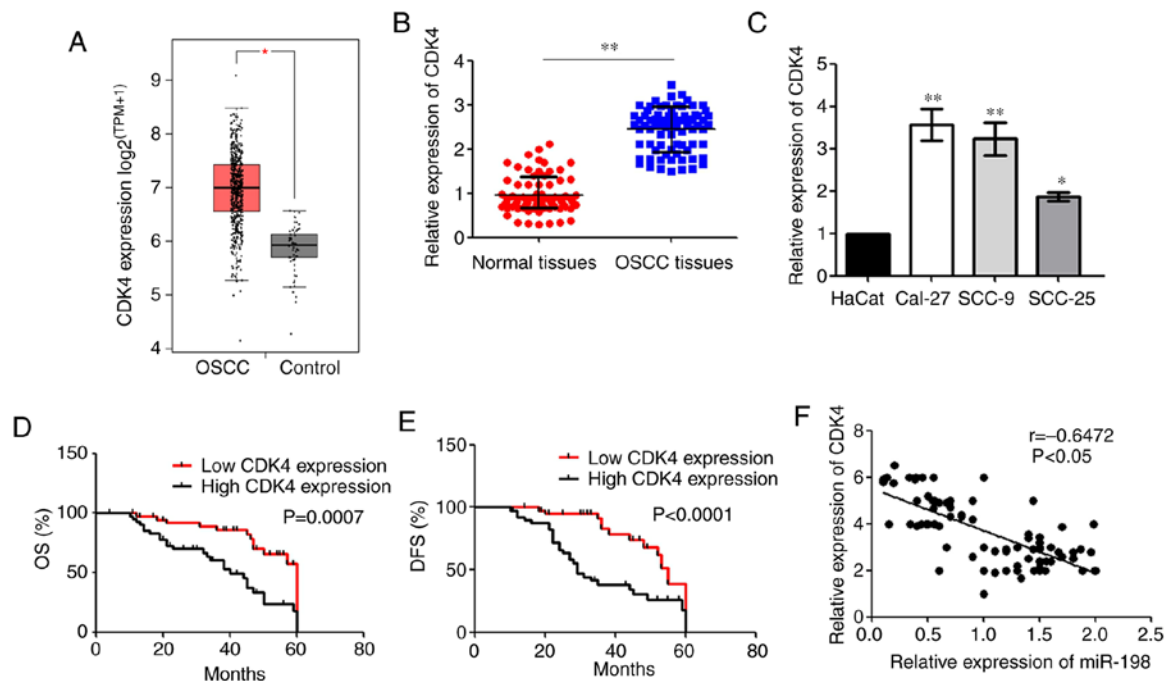 A
CDK4 expression log2(TPM+1)
9
8
7
6
5
4
*
OSCC
Control
B
Relative expression of CDK4
4
3
2
1
0
**
Normal tissues
OSCC tissues
C
Relative expression of CDK4
5
4
3
2
1
0
**
**
*
HaCat
Cal-27
SCC-9
SCC-25
D
OS (%)
150
100
50
0
Low CDK4 expression
High CDK4 expression
P=0.0007
0
20
40
60
80
Months
E
DFS (%)
150
100
50
0
Low CDK4 expression
High CDK4 expression
P<0.0001
0
20
40
60
80
Months
F
Relative expression of CDK4
8
6
4
2
0
r=−0.6472
P<0.05
0.0
0.5
1.0
1.5
2.0
2.5
Relative expression of miR-198